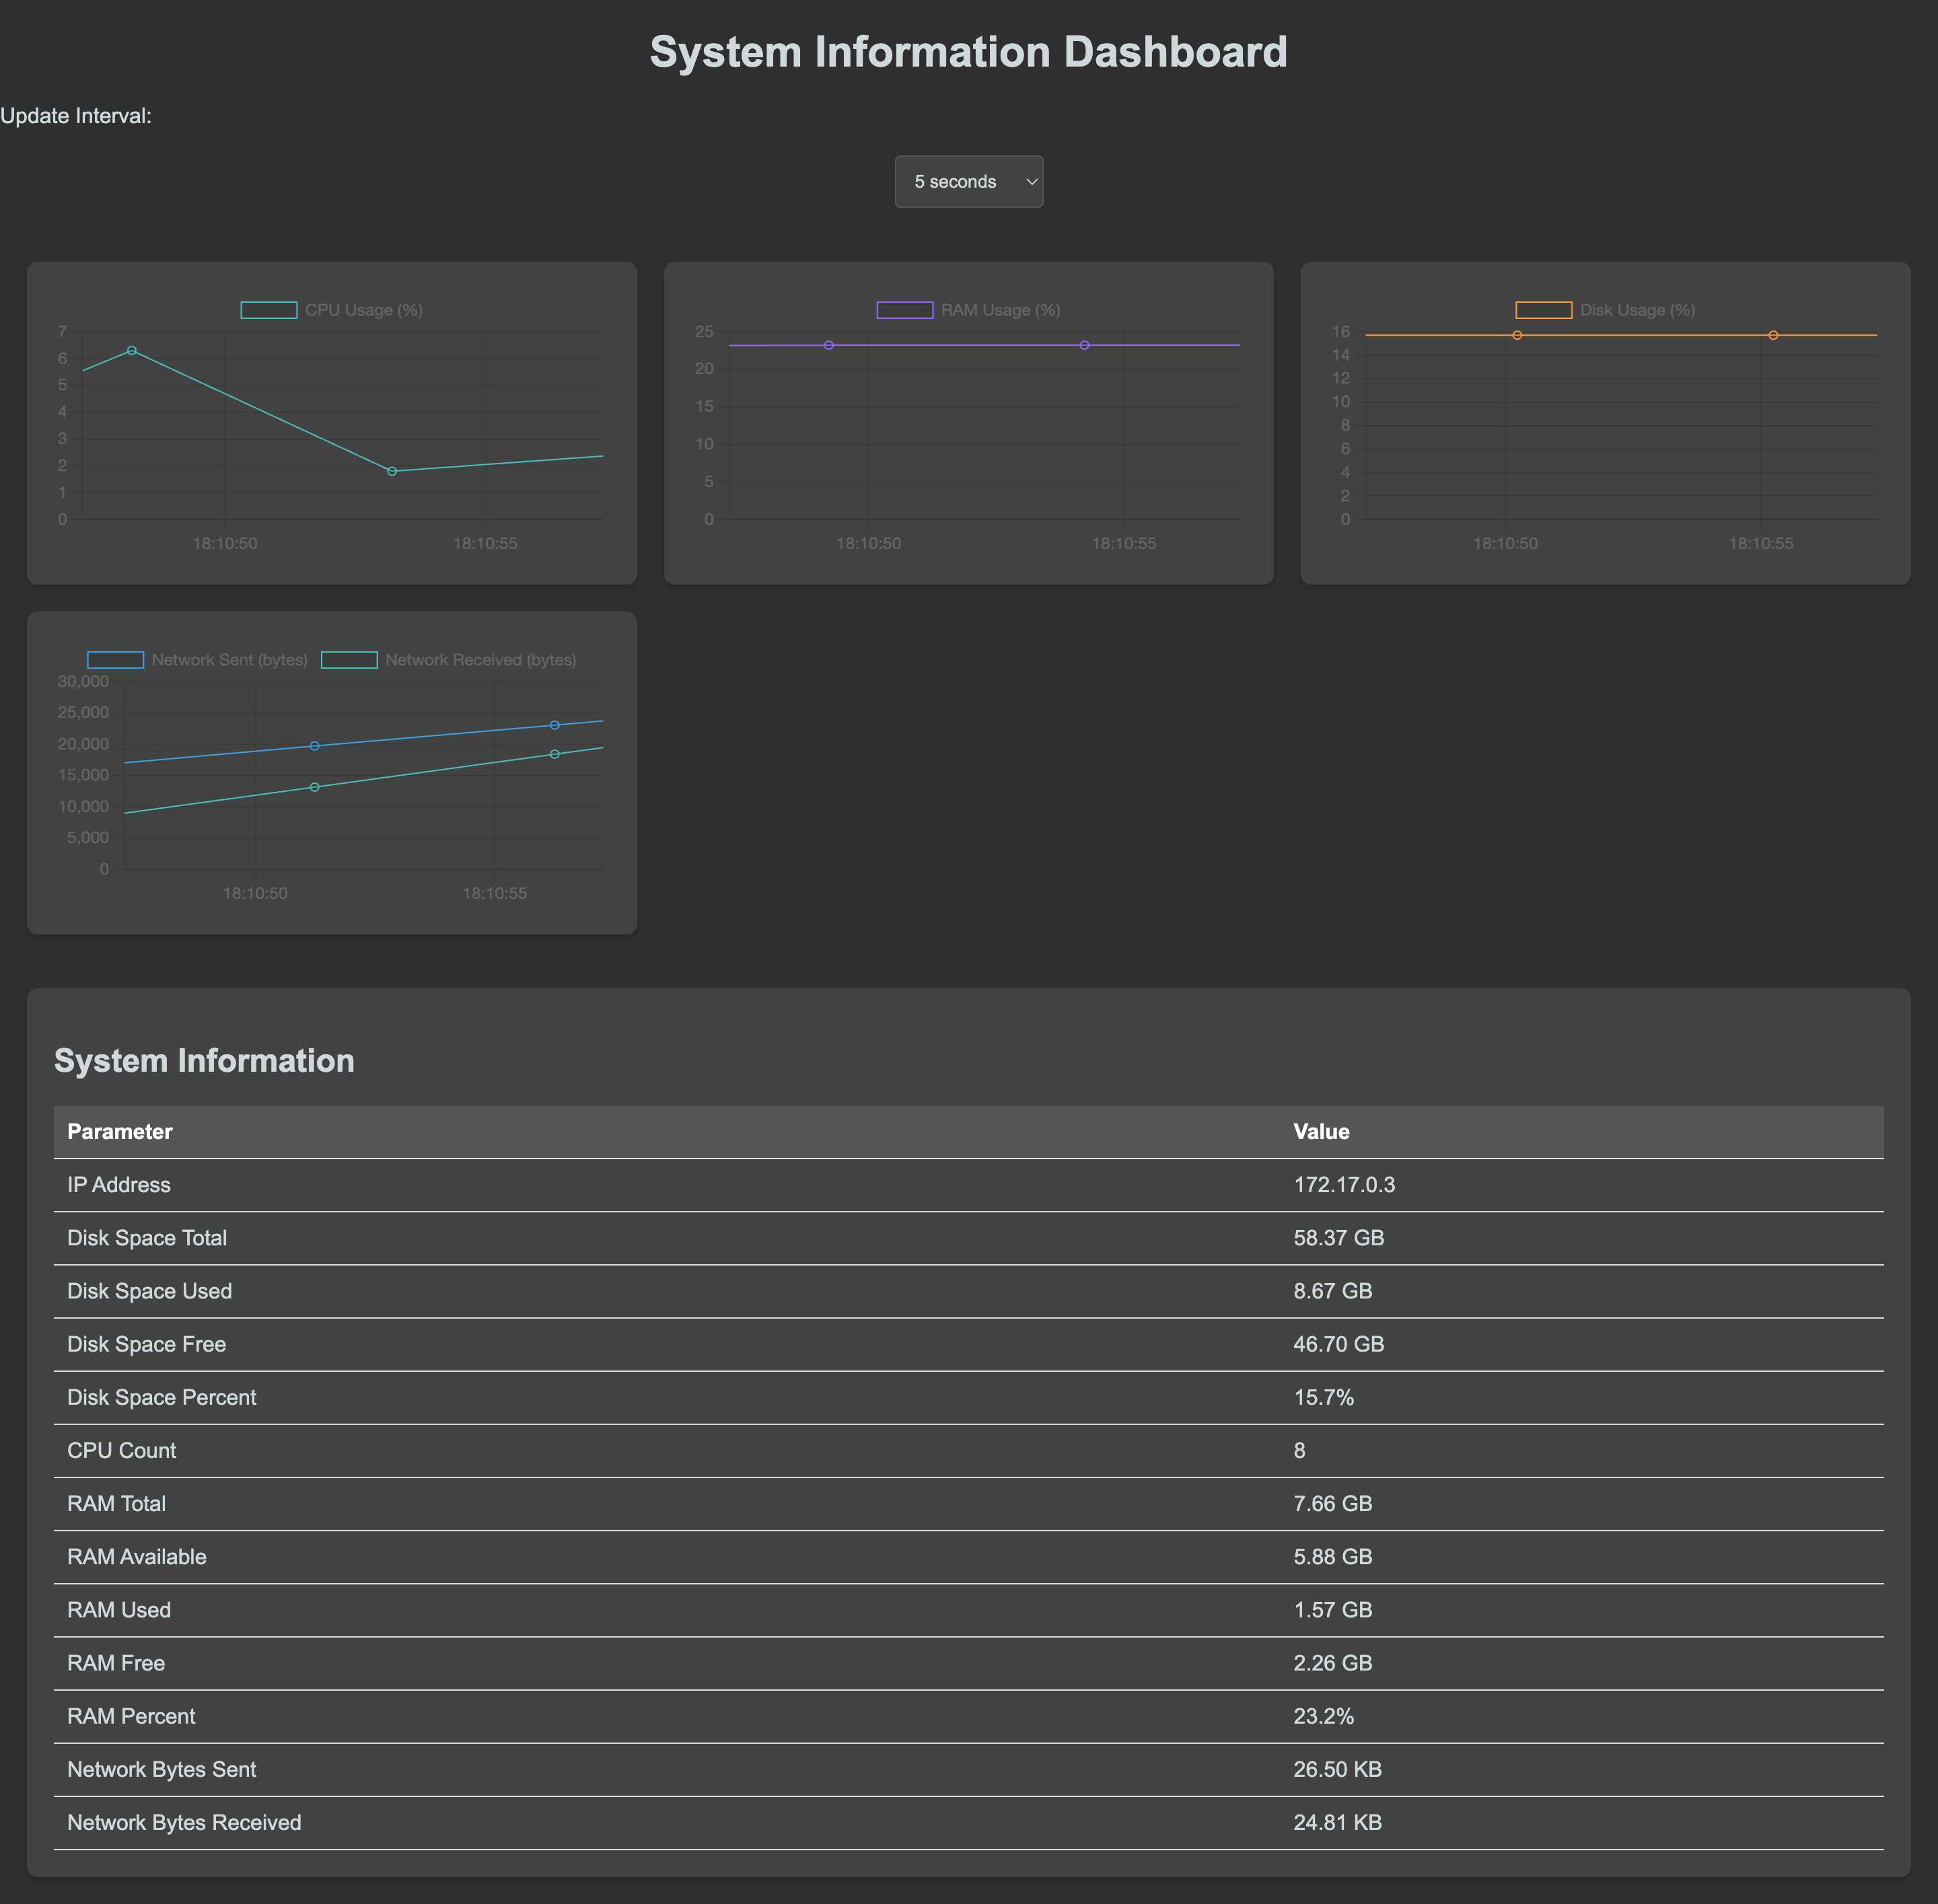 System Information Dashboard
Update Interval:
5 seconds
CPU Usage (%)
7
6
5
4
3
2
1
0
18:10:50 18:10:55
RAM Usage (%)
25
20
15
10
5
0
18:10:50 18:10:55
Disk Usage (%)
16
14
12
10
8
6
4
2
0
18:10:50 18:10:55
Network Sent (bytes) Network Received (bytes)
30,000
25,000
20,000
15,000
10,000
5,000
0
18:10:50 18:10:55
System Information
Parameter Value
IP Address 172.17.0.3
Disk Space Total 58.37 GB
Disk Space Used 8.67 GB
Disk Space Free 46.70 GB
Disk Space Percent 15.7%
CPU Count 8
RAM Total 7.66 GB
RAM Available 5.88 GB
RAM Used 1.57 GB
RAM Free 2.26 GB
RAM Percent 23.2%
Network Bytes Sent 26.50 KB
Network Bytes Received 24.81 KB